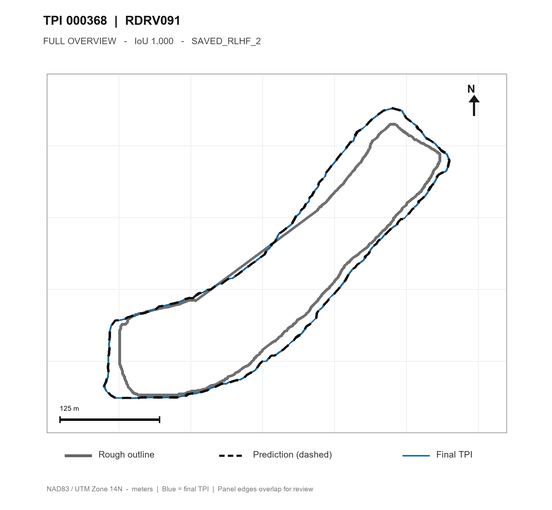 TPI 000368 | RDRV091
FULL OVERVIEW - IoU 1.000 - SAVED_RLHF_2
N
125 m
Rough outline Prediction (dashed) Final TPI
NAD83 / UTM Zone 14N - meters | Blue = final TPI | Panel edges overlap for review